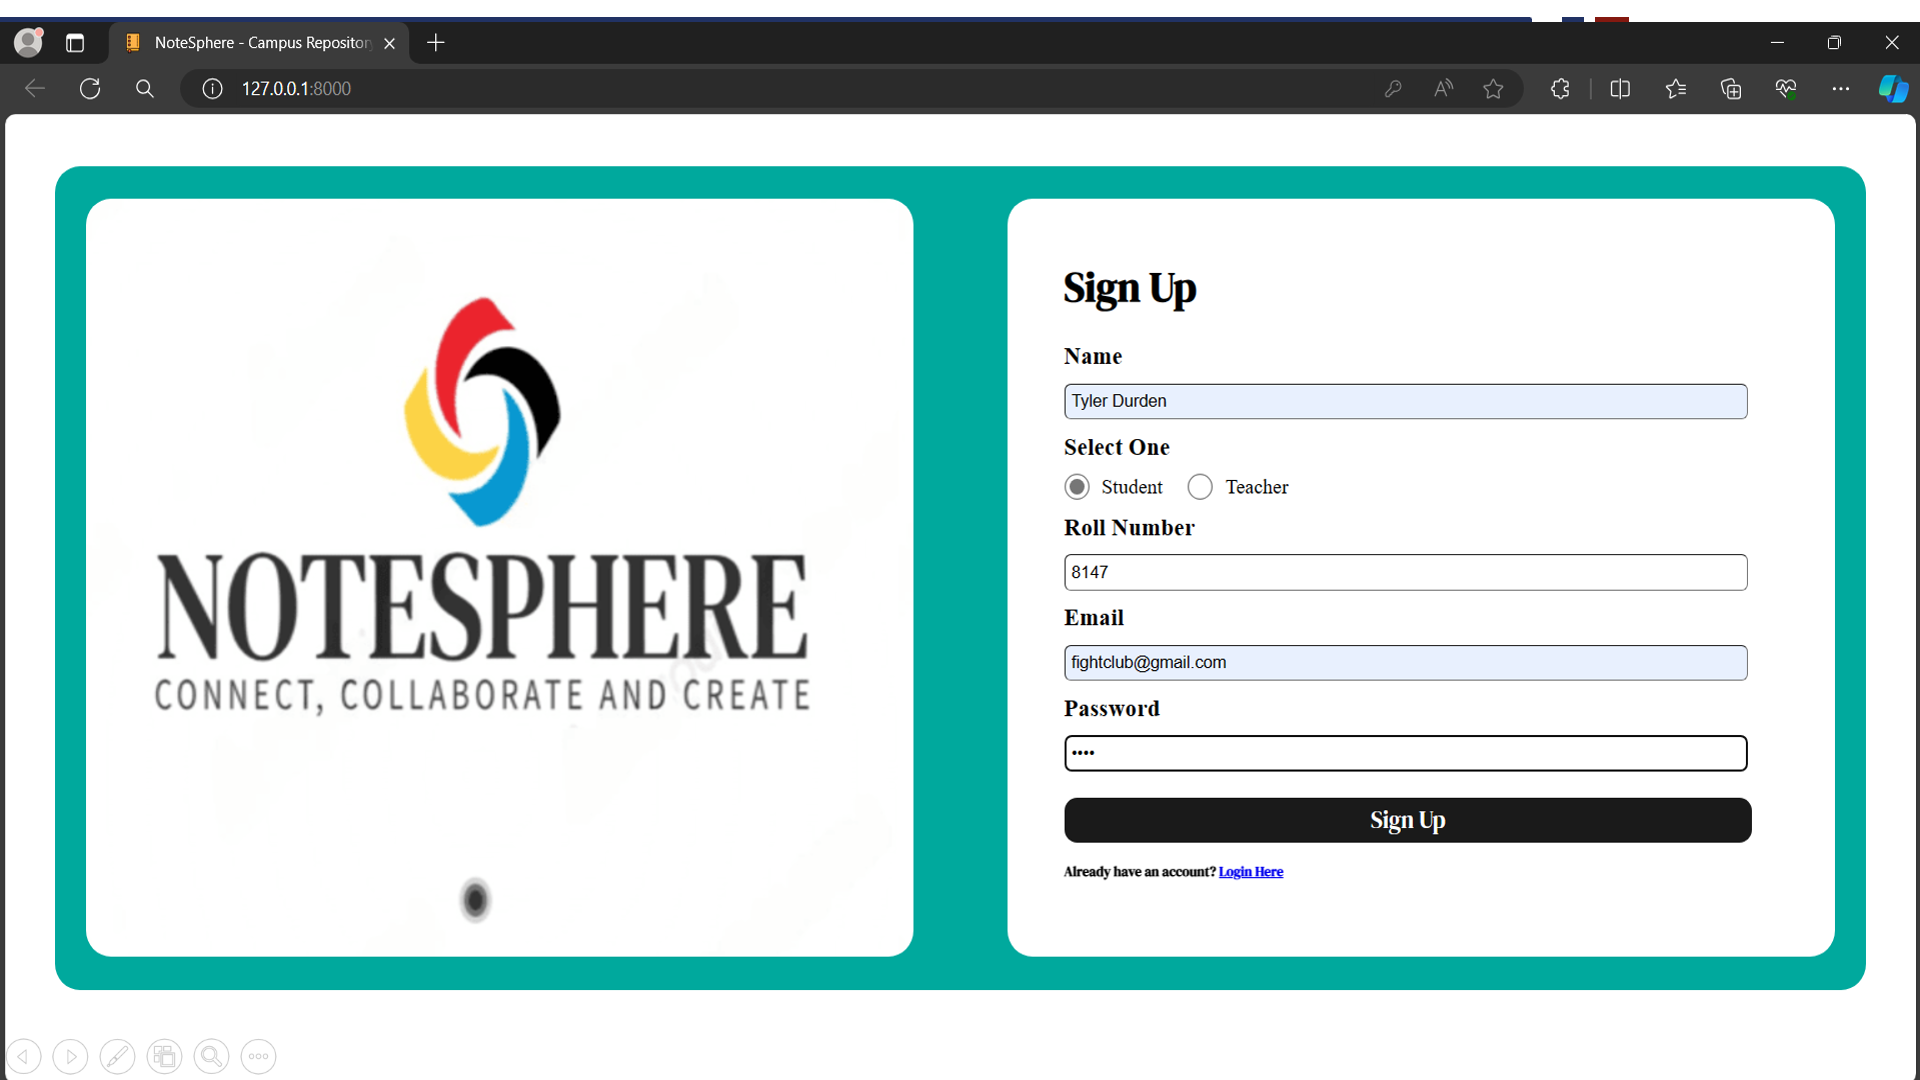 NoteSphere - Campus Repository
127.0.0.1:8000
NOTESPHERE
CONNECT, COLLABORATE AND CREATE
Sign Up
Name
Tyler Durden
Select One
Student Teacher
Roll Number
8147
Email
fightclub@gmail.com
Password
••••
Sign Up
Already have an account? Login Here